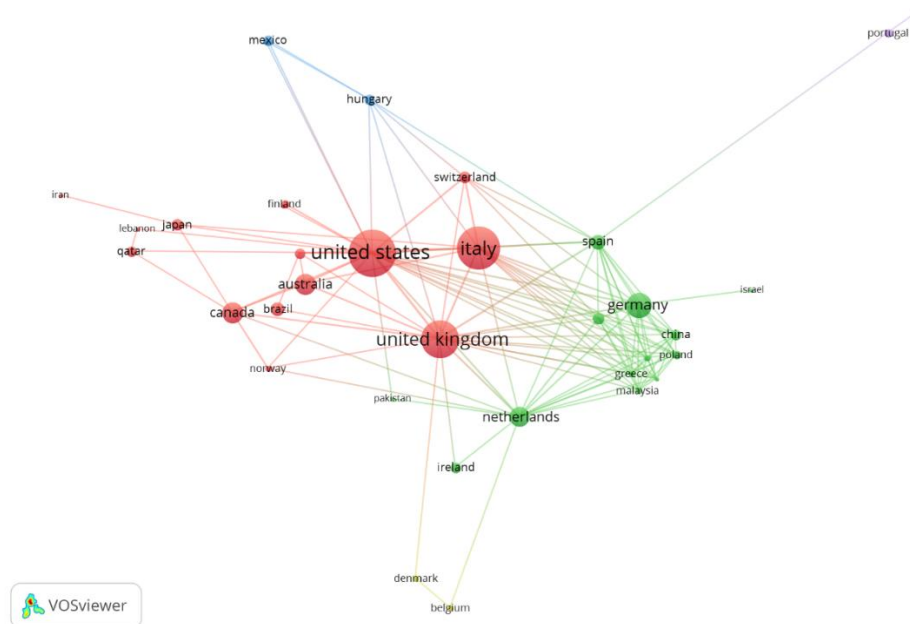 portugal
mexico
hungary
switzerland
iran
finland
japan
lebanon
qatar
spain
italy
united states
australia
israel
germany
canada
brazil
china
united kingdom
poland
norway
greece
malaysia
pakistan
netherlands
ireland
denmark
belgium
VOSviewer